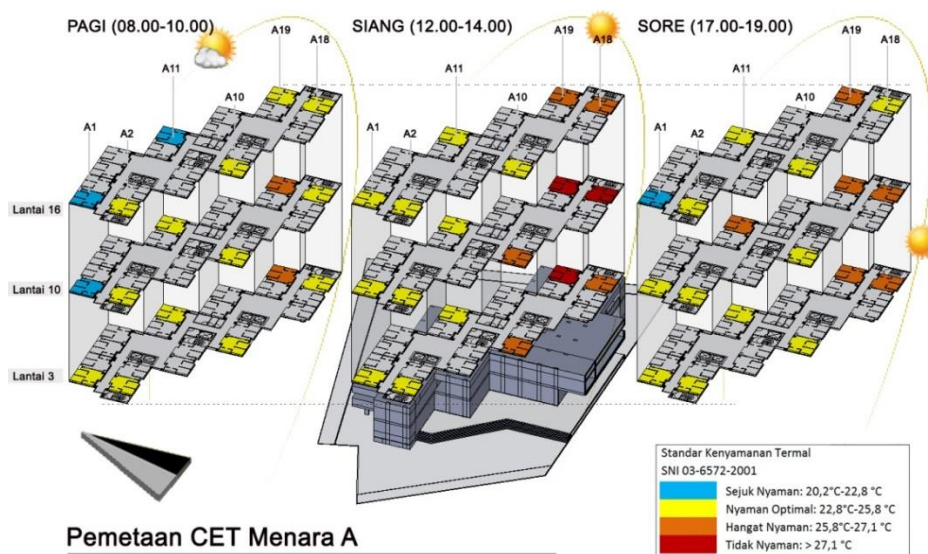 PAGI (08.00-10.00)
A19
A18
A11
A10
A1
A2
SIANG (12.00-14.00)
A19
A18
A11
A10
A1
A2
SORE (17.00-19.00)
A19
A18
A11
A10
A1
A2
Lantai 16
Lantai 10
Lantai 3
Standar Kenyamanan Termal
SNI 03-6572-2001
Sejuk Nyaman: 20,2°C-22,8 °C
Nyaman Optimal: 22,8°C-25,8 °C
Hangat Nyaman: 25,8°C-27,1 °C
Tidak Nyaman: > 27,1 °C
Pemetaan CET Menara A